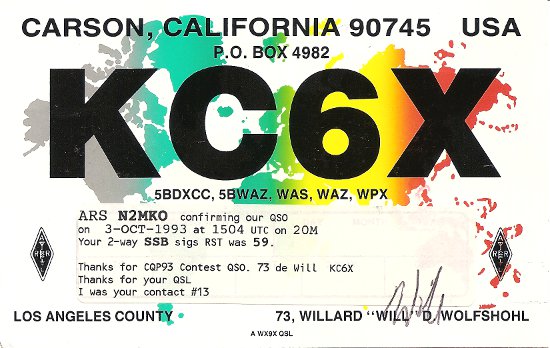 CARSON, CALIFORNIA 90745 USA
P.O. BOX 4982
KC6X
5BDXCC, 5BWAZ, WAS, WAZ, WPX
ARS N2MKO confirming our QSO
on 3-OCT-1993 at 1504 UTC on 20M
Your 2-way SSB sigs RST was 59.
Thanks for CQP93 Contest QSO. 73 de Will KC6X
Thanks for your QSL
I was your contact #13
LOS ANGELES COUNTY
73, WILLARD "WILL" D. WOLFSHOHL
A WX9X QSL